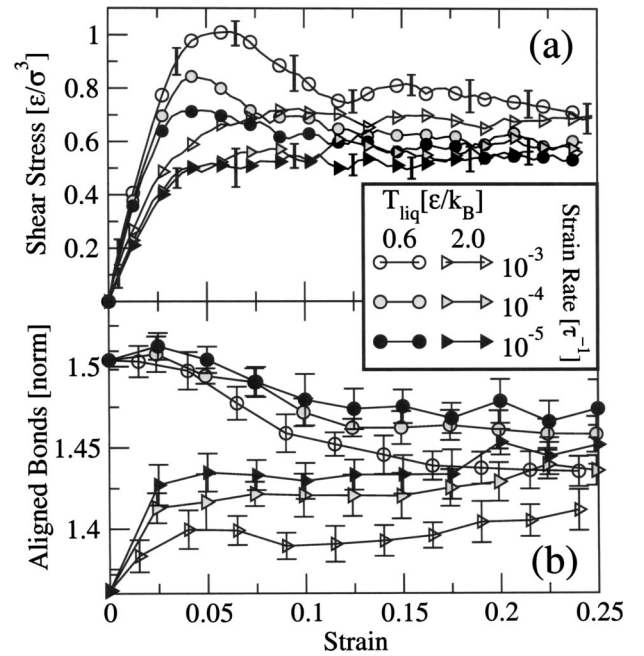 (a)
1
0.8
0.6
0.4
0.2
Shear Stress [ε/σ³]
T_liq[ε/k_B]
0.6 2.0
10⁻³
10⁻⁴
10⁻⁵
Strain Rate [τ⁻¹]
1.5
1.45
1.4
Aligned Bonds [norm]
(b)
0 0.05 0.1 0.15 0.2 0.25
Strain